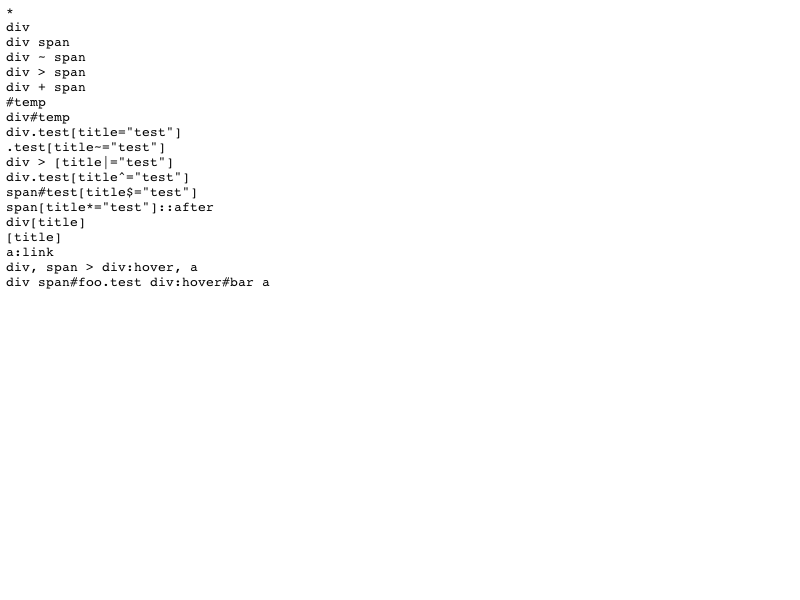 *
div
div span
div ~ span
div > span
div + span
#temp
div#temp
div.test[title="test"]
.test[title~="test"]
div > [title|="test"]
div.test[title^="test"]
span#test[title$="test"]
span[title*="test"]::after
div[title]
[title]
a:link
div, span > div:hover, a
div span#foo.test div:hover#bar a